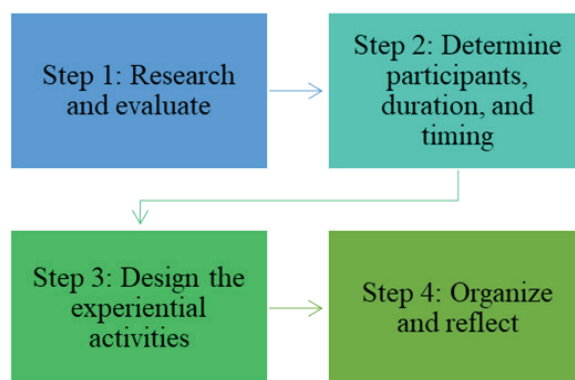 Step 1: Research
and evaluate
Step 2: Determine
participants,
duration, and
timing
Step 3: Design the
experiential
activities
Step 4: Organize
and reflect